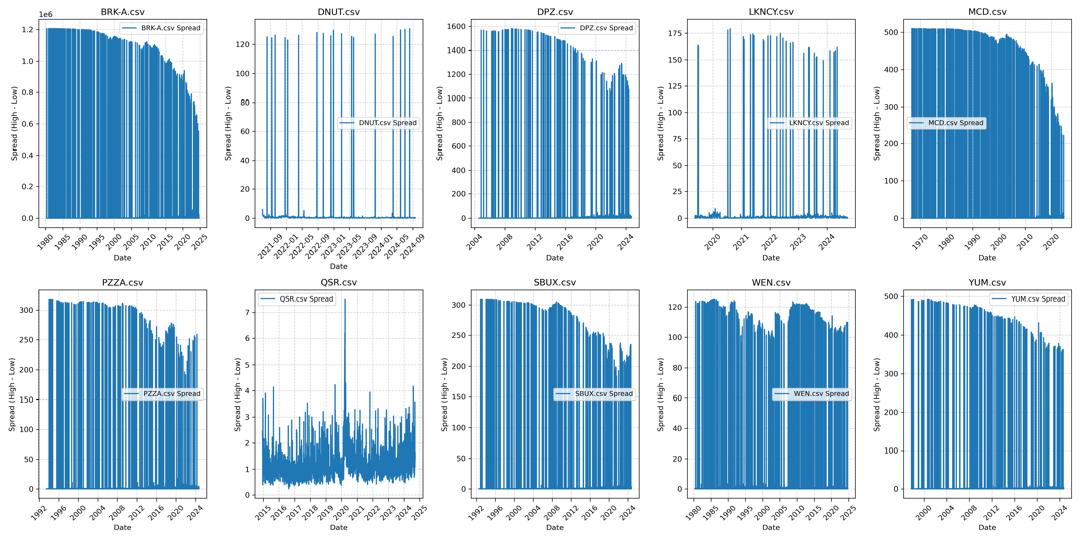 BRK-A.csv
1e6
BRK-A.csv Spread
Spread (High - Low)
1.2
1.0
0.8
0.6
0.4
0.2
0.0
1980 1985 1990 1995 2000 2005 2010 2015 2020 2025
Date
DNUT.csv
DNUT.csv Spread
Spread (High - Low)
120
100
80
60
40
20
0
2021-09 2022-01 2022-05 2022-09 2023-01 2023-05 2023-09 2024-01 2024-05 2024-09
Date
DPZ.csv
DPZ.csv Spread
Spread (High - Low)
1600
1400
1200
1000
800
600
400
200
0
2004 2008 2012 2016 2020 2024
Date
LKNCY.csv
LKNCY.csv Spread
Spread (High - Low)
175
150
125
100
75
50
25
0
2020 2021 2022 2023 2024
Date
MCD.csv
MCD.csv Spread
Spread (High - Low)
500
400
300
200
100
0
1970 1980 1990 2000 2010 2020
Date
PZZA.csv
PZZA.csv Spread
Spread (High - Low)
300
250
200
150
100
50
0
1992 1996 2000 2004 2008 2012 2016 2020 2024
Date
QSR.csv
QSR.csv Spread
Spread (High - Low)
7
6
5
4
3
2
1
0
2015 2016 2017 2018 2019 2020 2021 2022 2023 2024 2025
Date
SBUX.csv
SBUX.csv Spread
Spread (High - Low)
300
250
200
150
100
50
0
1992 1996 2000 2004 2008 2012 2016 2020 2024
Date
WEN.csv
WEN.csv Spread
Spread (High - Low)
120
100
80
60
40
20
0
1980 1985 1990 1995 2000 2005 2010 2015 2020 2025
Date
YUM.csv
YUM.csv Spread
Spread (High - Low)
500
400
300
200
100
0
2000 2004 2008 2012 2016 2020 2024
Date